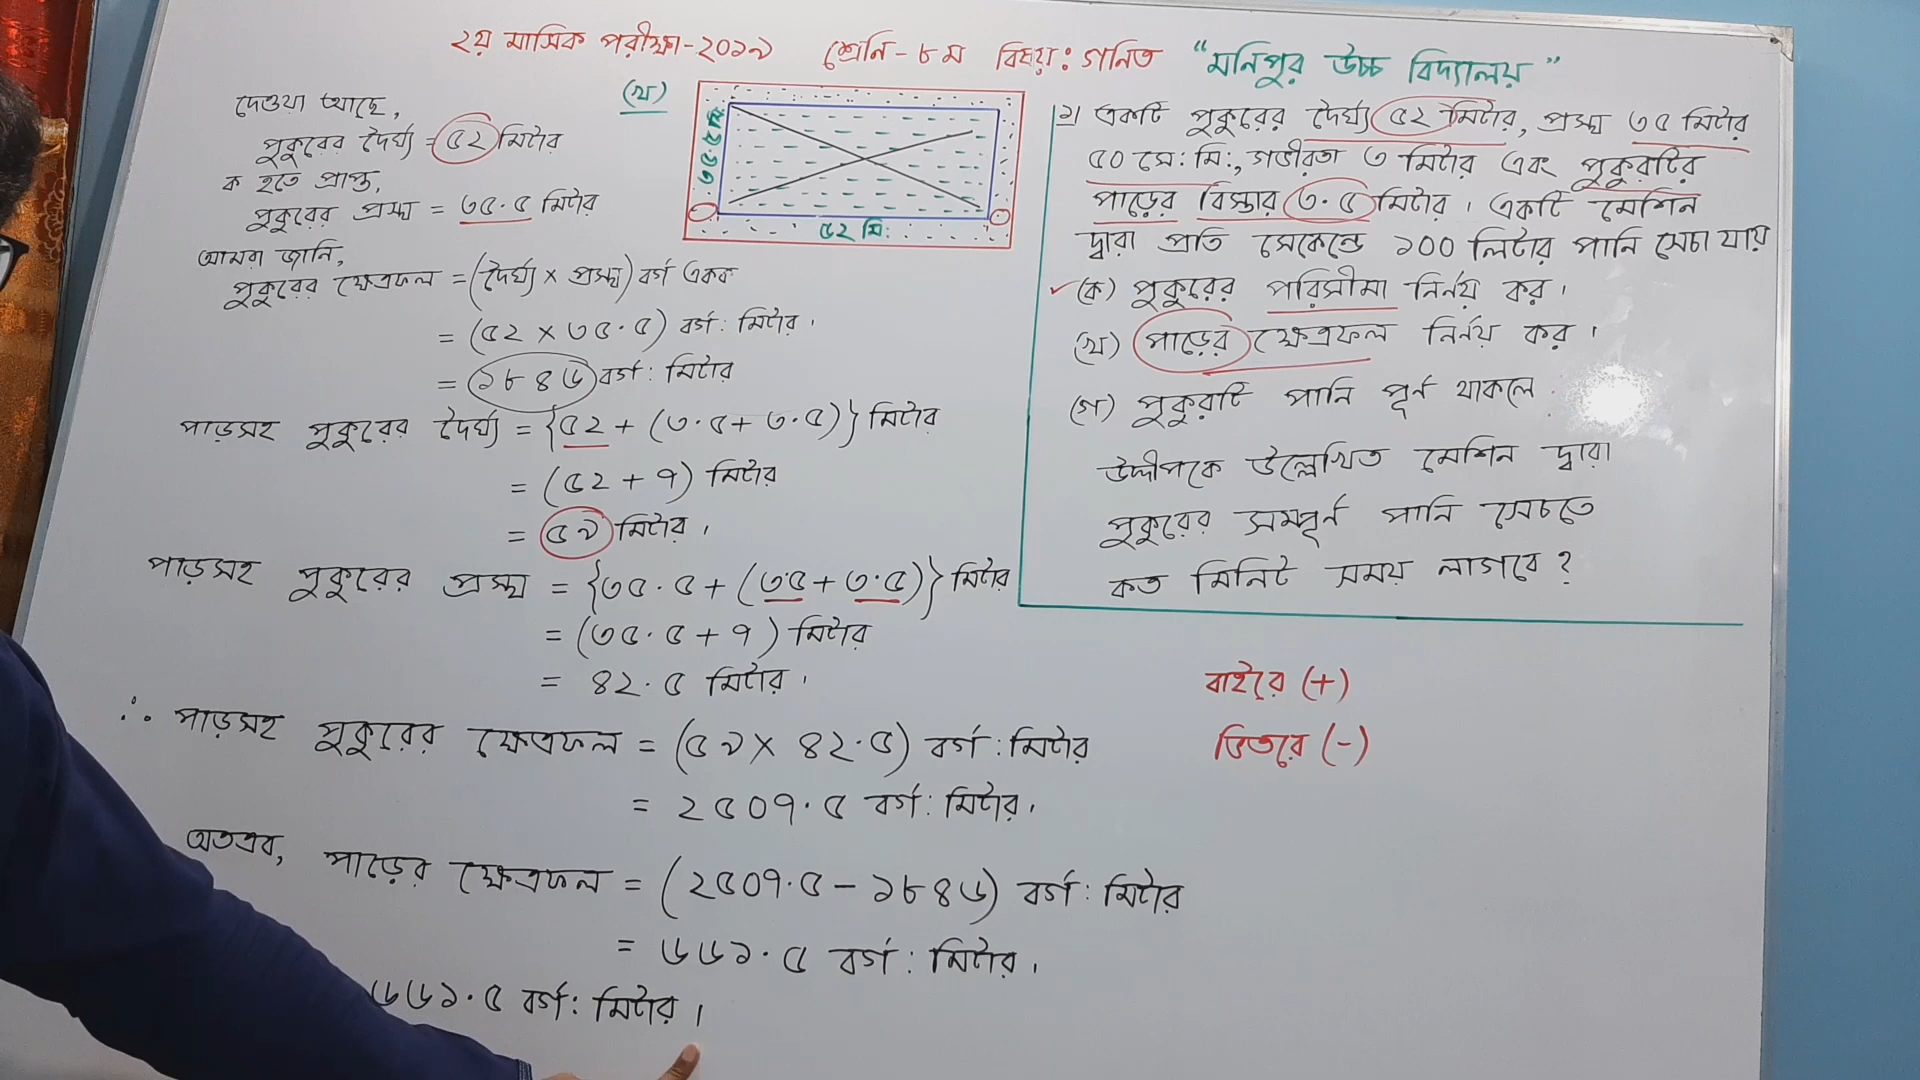 ২য় মাসিক পরীক্ষা-২০১৯ শ্রেনি-৮ম বিষয়: গনিত "মনিপুর উচ্চ বিদ্যালয়"
(খ)
দেওয়া আছে,
পুকুরের দৈর্ঘ্য = ৫২ মিটার
ক হতে প্রাপ্ত,
পুকুরের প্রস্থ = ৩৫.৫ মিটার
আমরা জানি,
পুকুরের ক্ষেত্রফল = (দৈর্ঘ্য × প্রস্থ) বর্গ একক
= (৫২ × ৩৫.৫) বর্গ: মিটার।
= ১৮৪৬ বর্গ: মিটার
পাড়সহ পুকুরের দৈর্ঘ্য = {৫২ + (৩.৫+৩.৫)} মিটার
= (৫২ + ৭) মিটার
= ৫৯ মিটার।
পাড়সহ পুকুরের প্রস্থ = {৩৫.৫ + (৩.৫ + ৩.৫)} মিটার
= (৩৫.৫ + ৭) মিটার
= ৪২.৫ মিটার।
∴ পাড়সহ পুকুরের ক্ষেত্রফল = (৫৯ × ৪২.৫) বর্গ: মিটার
= ২৫০৭.৫ বর্গ: মিটার।
অতএব, পাড়ের ক্ষেত্রফল = (২৫০৭.৫ – ১৮৪৬) বর্গ: মিটার
= ৬৬১.৫ বর্গ: মিটার।
৬৬১.৫ বর্গ: মিটার।
৩৫.৫ মি:
৫২ মি:
১। একটি পুকুরের দৈর্ঘ্য ৫২ মিটার, প্রস্থ ৩৫ মিটার
৫০ সে: মি:, গভীরতা ৩ মিটার এবং পুকুরটির
পাড়ের বিস্তার ৩.৫ মিটার। একটি মেশিন
দ্বারা প্রতি সেকেন্ডে ১০০ লিটার পানি সেচা যায়
(ক) পুকুরের পরিসীমা নির্নয় কর।
(খ) পাড়ের ক্ষেত্রফল নির্নয় কর।
(গ) পুকুরটি পানি পূর্ন থাকলে
উদ্দীপকে উল্লেখিত মেশিন দ্বারা
পুকুরের সম্পূর্ন পানি সেচতে
কত মিনিট সময় লাগবে?
বাইরে (+)
ভিতরে (-)